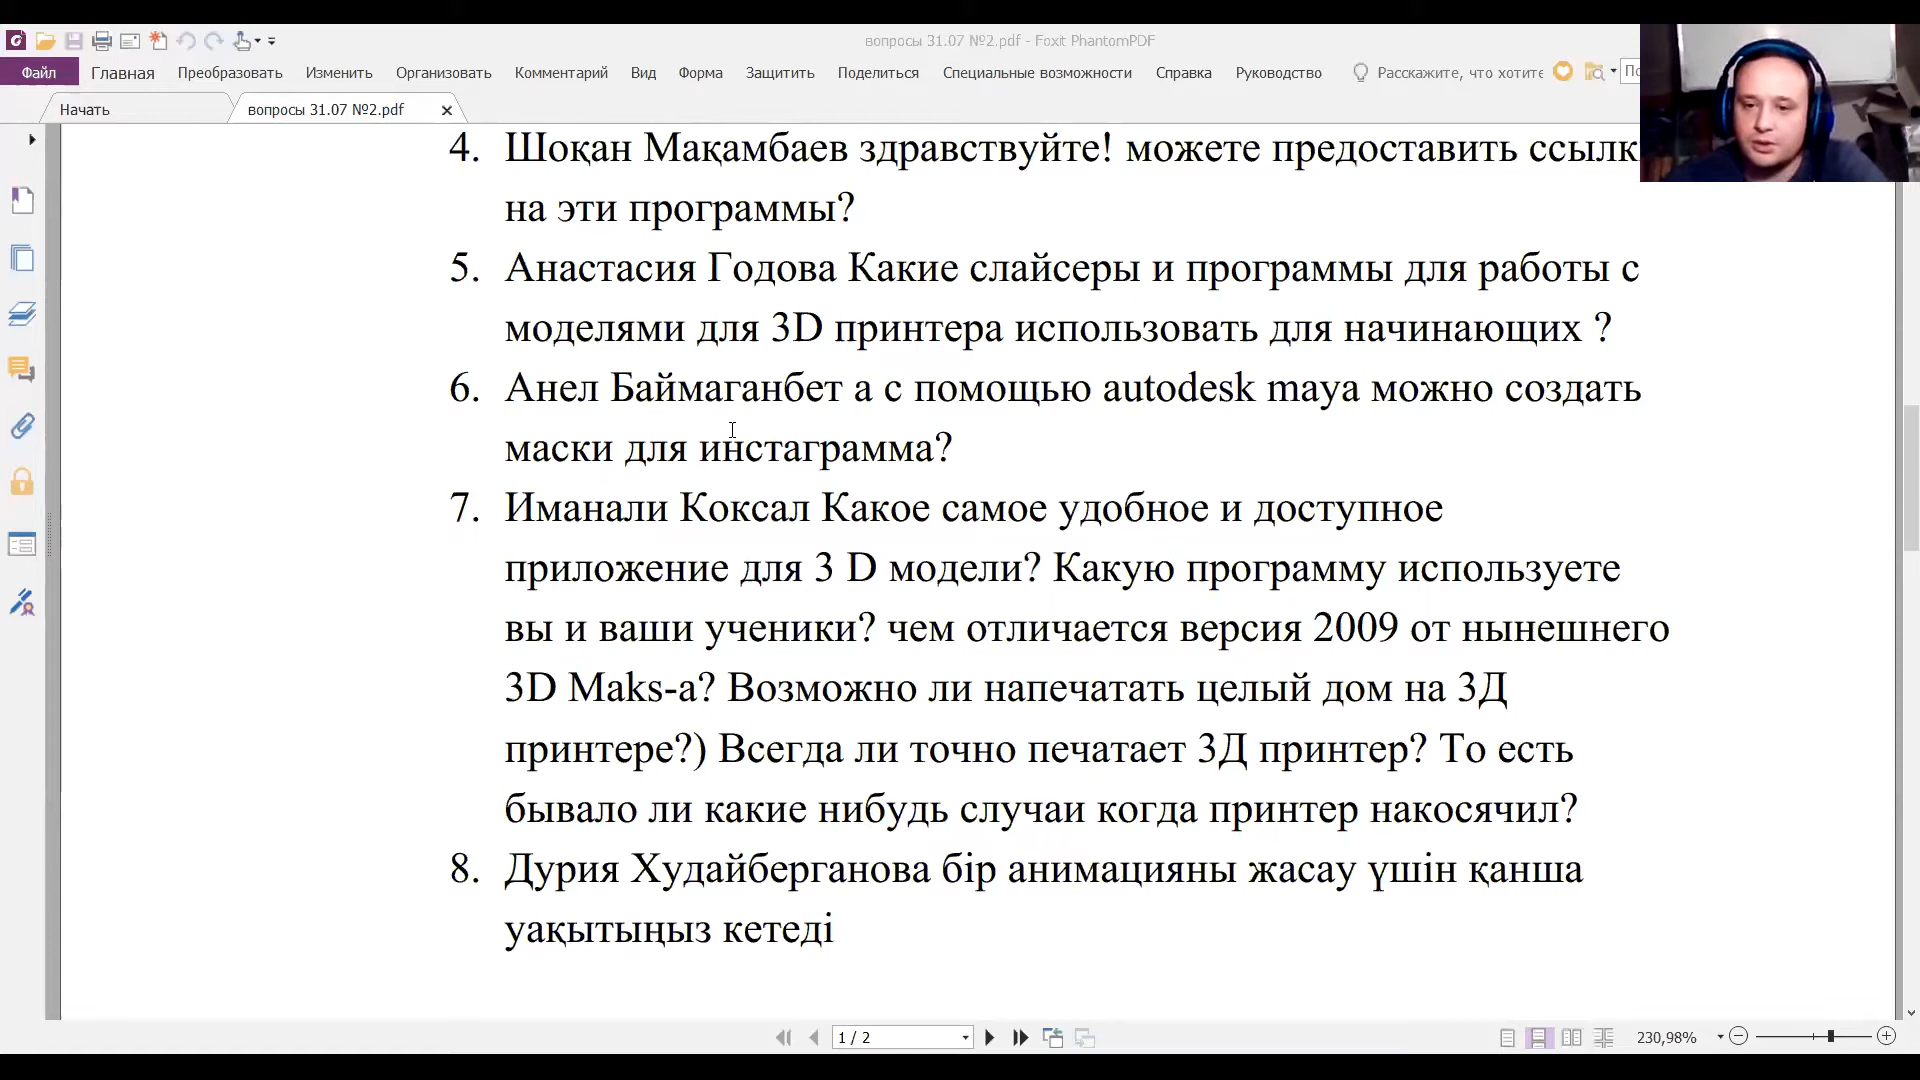 вопросы 31.07 №2.pdf - Foxit PhantomPDF
Файл Главная Преобразовать Изменить Организовать Комментарий Вид Форма Защитить Поделиться Специальные возможности Справка Руководство Расскажите, что хотите
Начать вопросы 31.07 №2.pdf
4. Шоқан Мақамбаев здравствуйте! можете предоставить ссылк
на эти программы?
5. Анастасия Годова Какие слайсеры и программы для работы с
моделями для 3D принтера использовать для начинающих ?
6. Анел Баймаганбет а с помощью autodesk maya можно создать
маски для инстаграмма?
7. Иманали Коксал Какое самое удобное и доступное
приложение для 3 D модели? Какую программу используете
вы и ваши ученики? чем отличается версия 2009 от нынешнего
3D Maks-а? Возможно ли напечатать целый дом на 3Д
принтере?) Всегда ли точно печатает 3Д принтер? То есть
бывало ли какие нибудь случаи когда принтер накосячил?
8. Дурия Худайберганова бір анимацияны жасау үшін қанша
уақытыңыз кетеді
1 / 2 230,98%